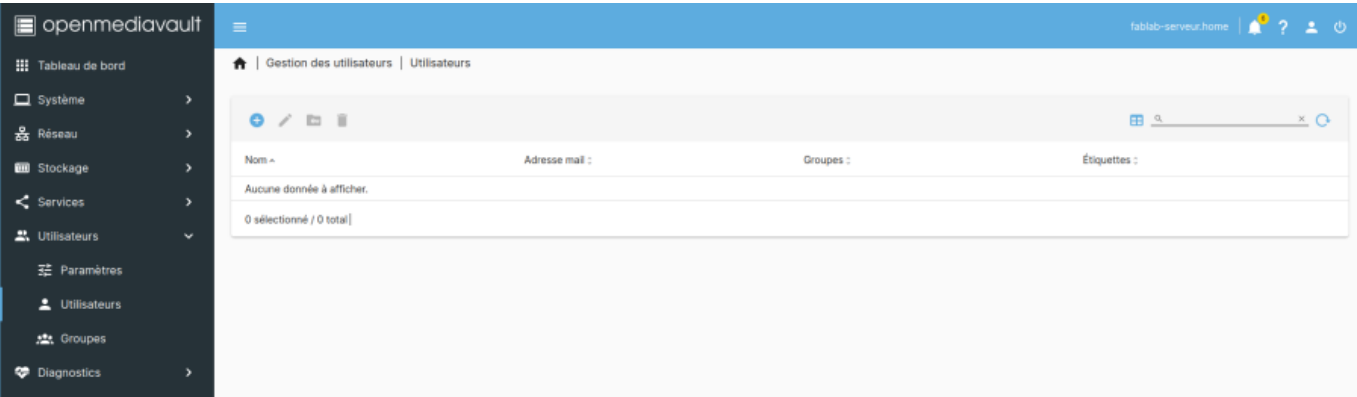 openmediavault
fablab-serveur.home 6 ?
Tableau de bord
Gestion des utilisateurs | Utilisateurs
Système
Réseau
Stockage
Services
Utilisateurs
Paramètres
Utilisateurs
Groupes
Diagnostics
Nom
Adresse mail
Groupes
Étiquettes
Aucune donnée à afficher.
0 sélectionné / 0 total